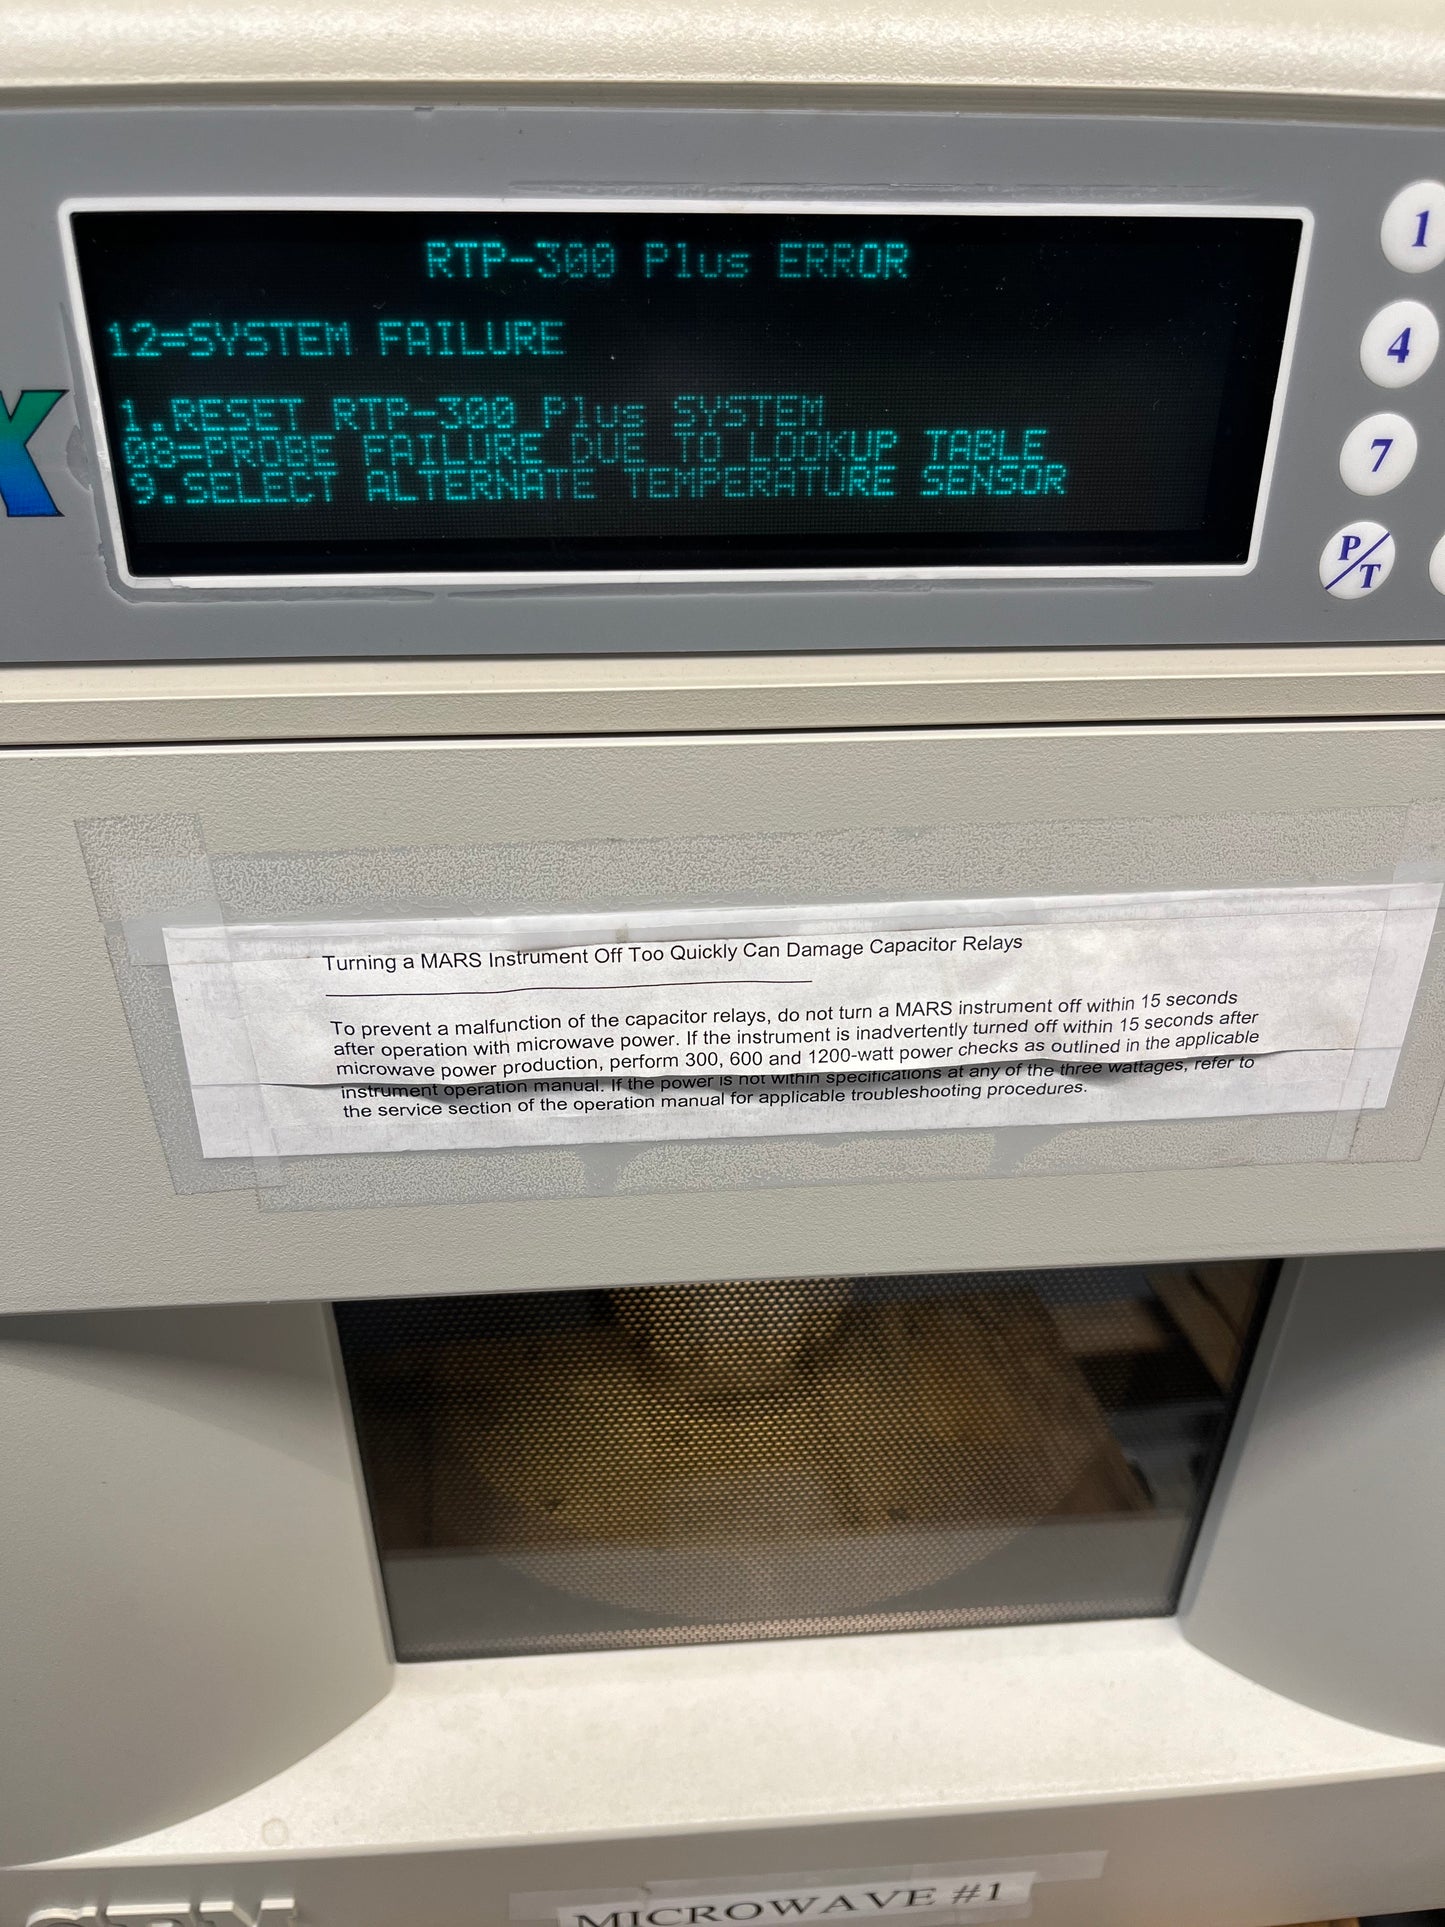 RTP-300 Plus ERROR
12=SYSTEM FAILURE
1.RESET RTP-300 Plus SYSTEM
08=PROBE FAILURE DUE TO LOOKUP TABLE
9.SELECT ALTERNATE TEMPERATURE SENSOR
X
1
4
7
P/T
Turning a MARS Instrument Off Too Quickly Can Damage Capacitor Relays
To prevent a malfunction of the capacitor relays, do not turn a MARS instrument off within 15 seconds
after operation with microwave power. If the instrument is inadvertently turned off within 15 seconds after
microwave power production, perform 300, 600 and 1200-watt power checks as outlined in the applicable
instrument operation manual. If the power is not within specifications at any of the three wattages, refer to
the service section of the operation manual for applicable troubleshooting procedures.
MICROWAVE #1